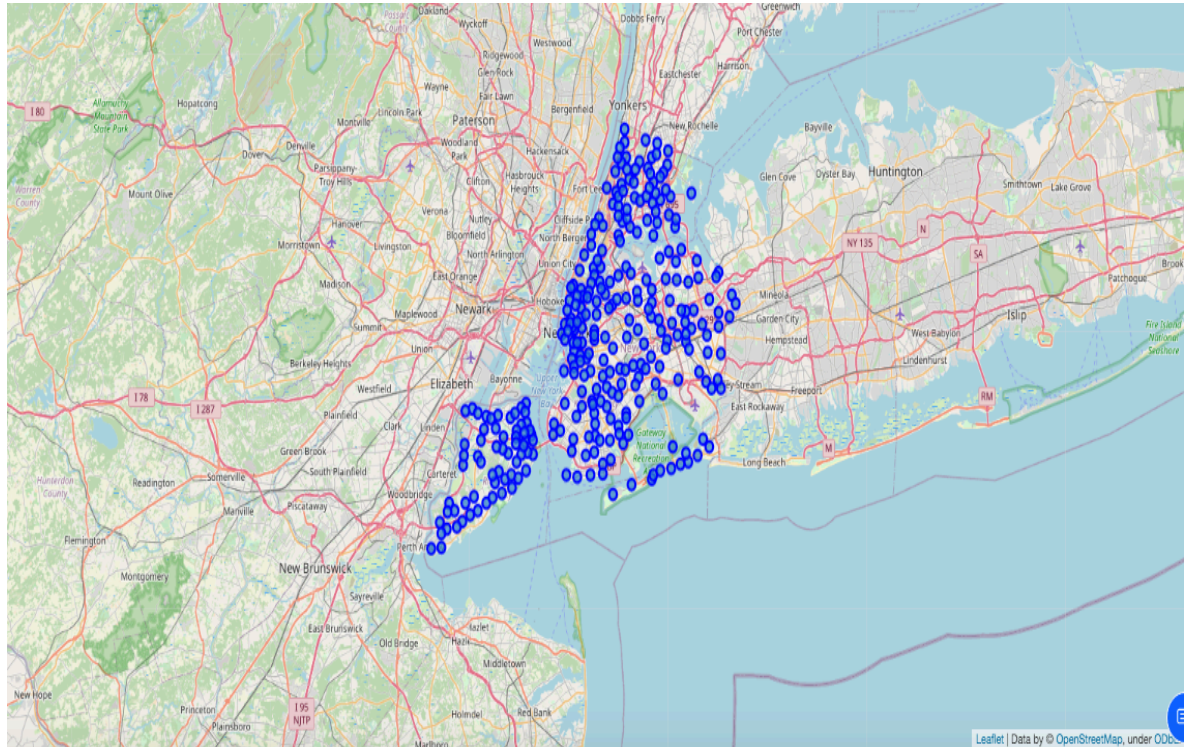 Oakland
Passaic
County
Wyckoff
Dobbs Ferry
Greenwich
Port Chester
Westwood
Ridgewood
Glen Rock
Eastchester
Harrison
I 80
Allamuchy
Mountain
State Park
Hopatcong
Wayne
Fair Lawn
Bergenfield
Yonkers
Lincoln Park
Montville
Paterson
New Rochelle
Bayville
Dover
Denville
Woodland
Park
Hackensack
Parsippany-
Troy Hills
Clifton
Hasbrouck
Heights
Fort Lee
Glen Cove
Oyster Bay
Huntington
Smithtown
Lake Grove
Warren
County
Mount Olive
Verona
Nutley
Cliffside
Hanover
Bloomfield
North Bergen
N
NY 135
SA
Morristown
Livingston
North Arlington
Union City
East Orange
Patchogue
Madison
Newark
Hoboken
Mineola
Maplewood
Garden City
Islip
Summit
Hempstead
West Babylon
Union
Lindenhurst
Fire Island
National
Seashore
Berkeley Heights
Elizabeth
Bayonne
Westfield
Freeport
RM
I 78
I 287
Plainfield
Clark
Linden
East Rockaway
Green Brook
Gateway
National
Recreation
M
Long Beach
Hunterdon
County
Readington
Somerville
South Plainfield
Carteret
Woodbridge
Manville
Piscataway
Flemington
Perth
New Brunswick
Montgomery
Sayreville
East Brunswick
Old Bridge
Hazlet
Middletown
New Hope
I 95
NJTP
Princeton
Plainsboro
Holmdel
Red Bank
Marlboro
Leaflet | Data by © OpenStreetMap, under